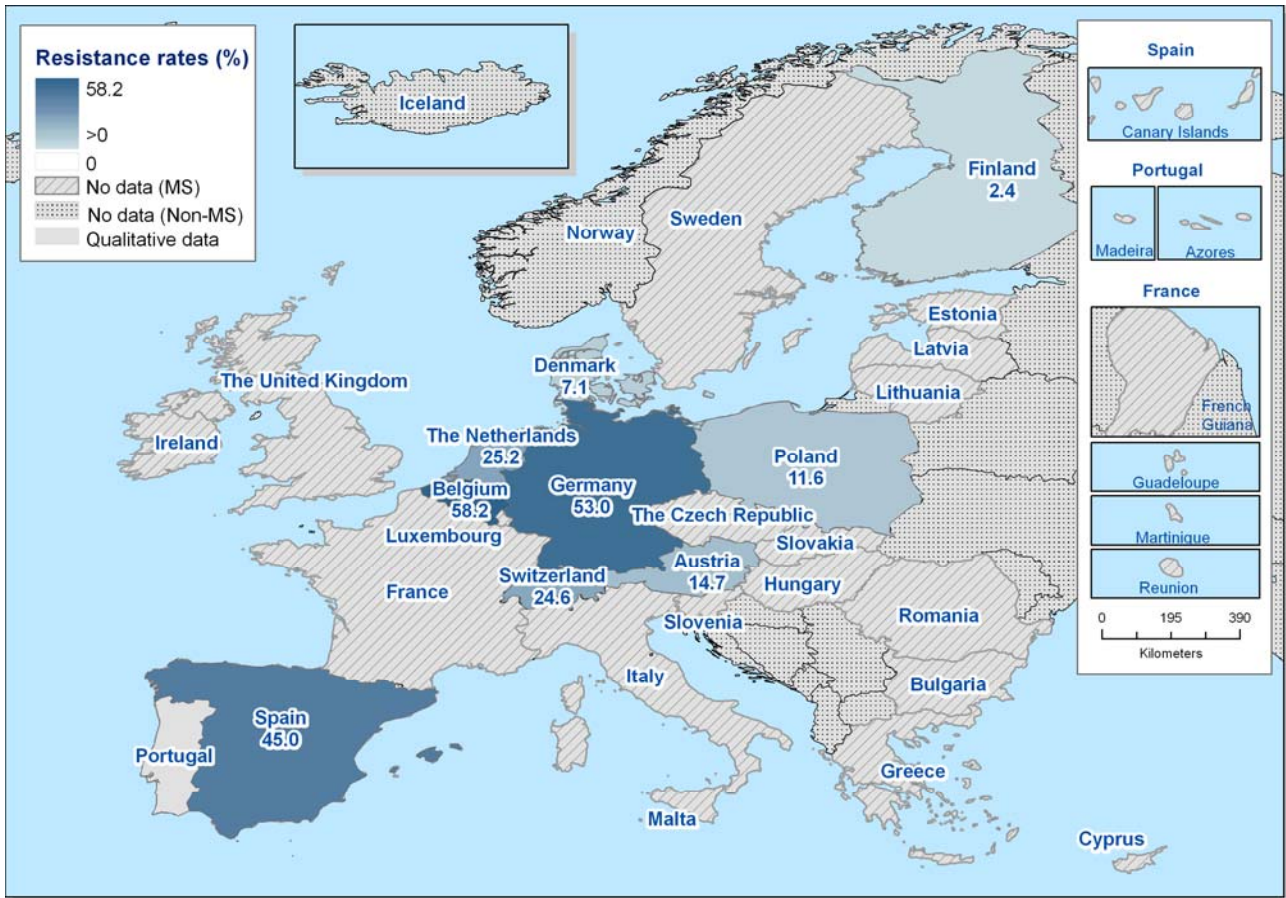 Resistance rates (%)
58.2
>0
0
No data (MS)
No data (Non-MS)
Qualitative data
Iceland
Finland
2.4
Sweden
Norway
Estonia
Latvia
Lithuania
Denmark
7.1
The United Kingdom
Ireland
The Netherlands
25.2
Belgium
58.2
Germany
53.0
Poland
11.6
The Czech Republic
Luxembourg
Slovakia
Austria
14.7
Switzerland
24.6
Hungary
France
Slovenia
Romania
Italy
Bulgaria
Spain
45.0
Portugal
Greece
Malta
Cyprus
Spain
Canary Islands
Portugal
Madeira
Azores
France
French
Guiana
Guadeloupe
Martinique
Reunion
0 195 390
Kilometers